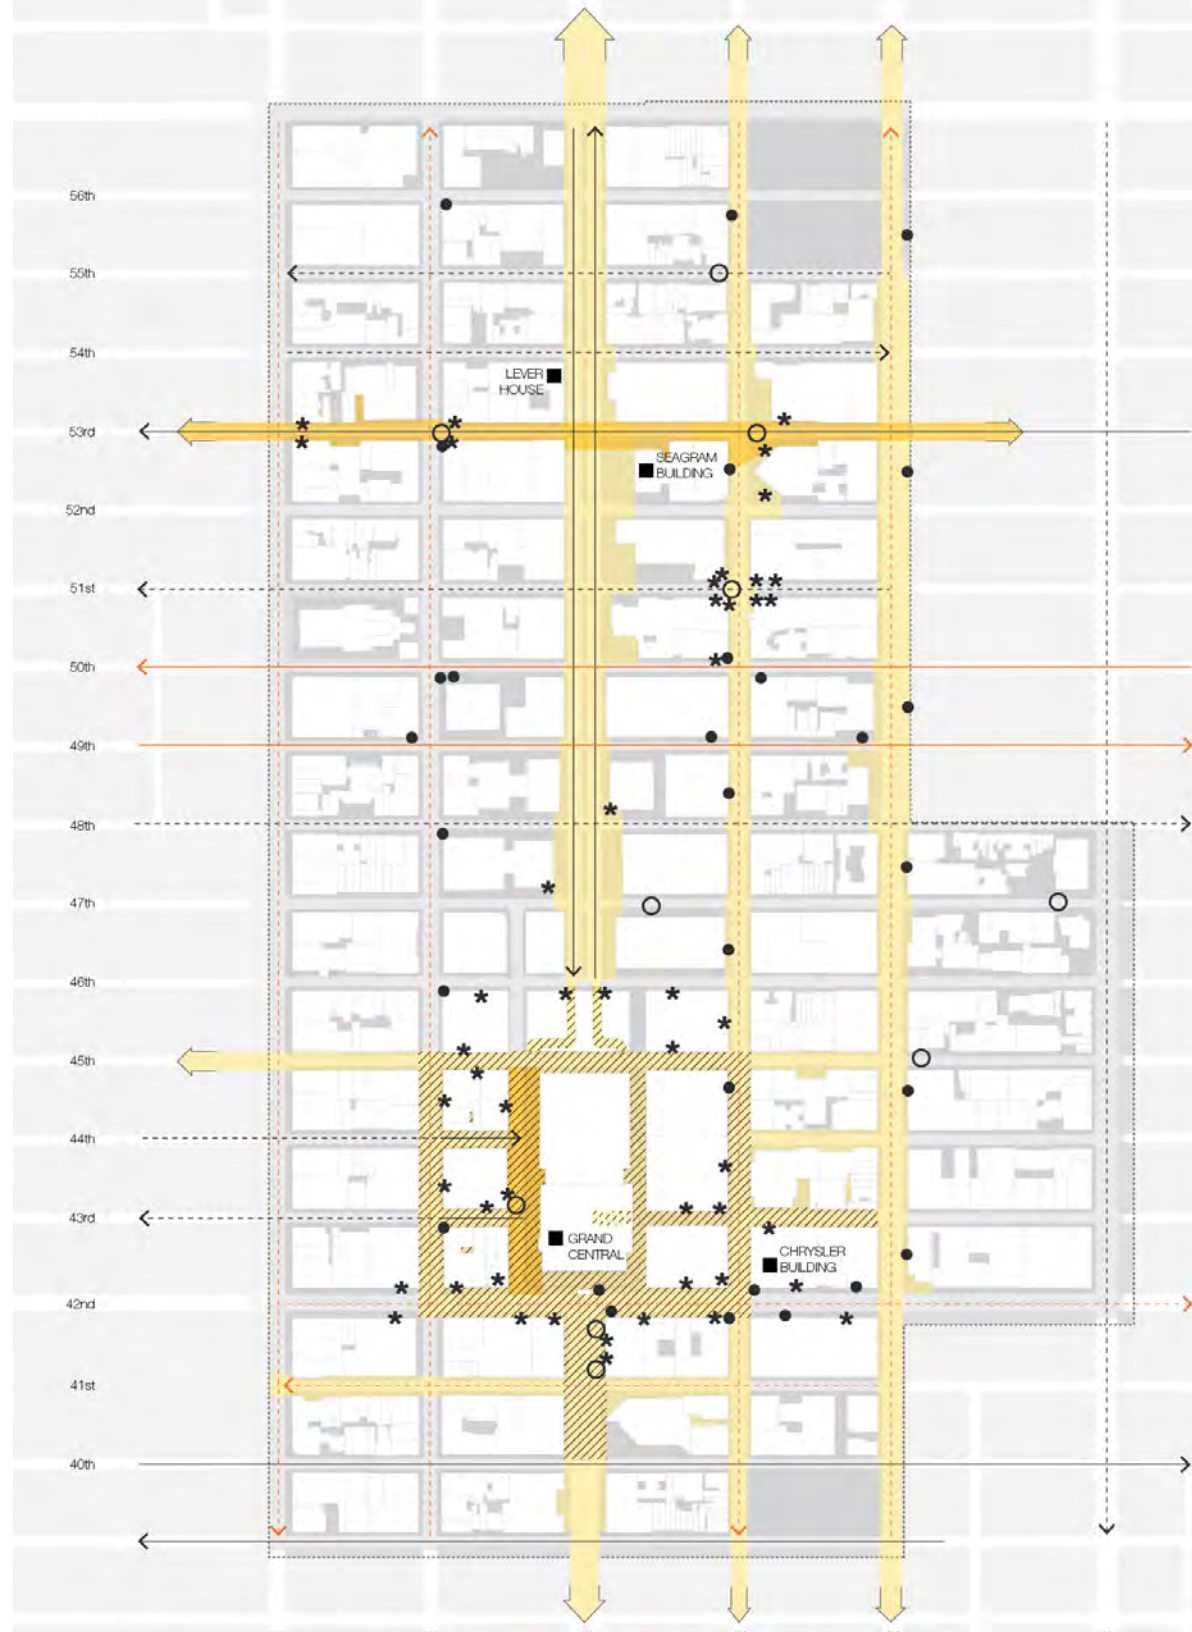 56th
55th
54th
LEVER
HOUSE
53rd
SEAGRAM
BUILDING
52nd
51st
50th
49th
48th
47th
46th
45th
44th
43rd
GRAND
CENTRAL
CHRYSLER
BUILDING
42nd
41st
40th